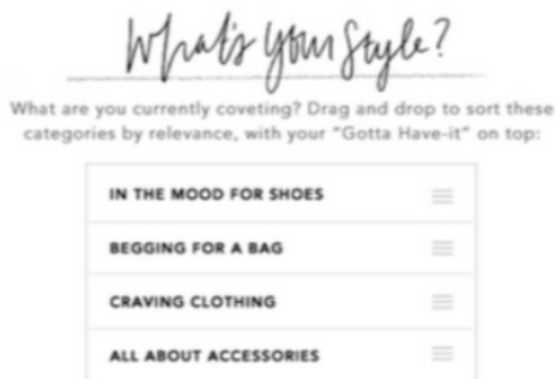 What's Your Style?
What are you currently coveting? Drag and drop to sort these
categories by relevance, with your "Gotta Have-it" on top:
IN THE MOOD FOR SHOES
BEGGING FOR A BAG
CRAVING CLOTHING
ALL ABOUT ACCESSORIES